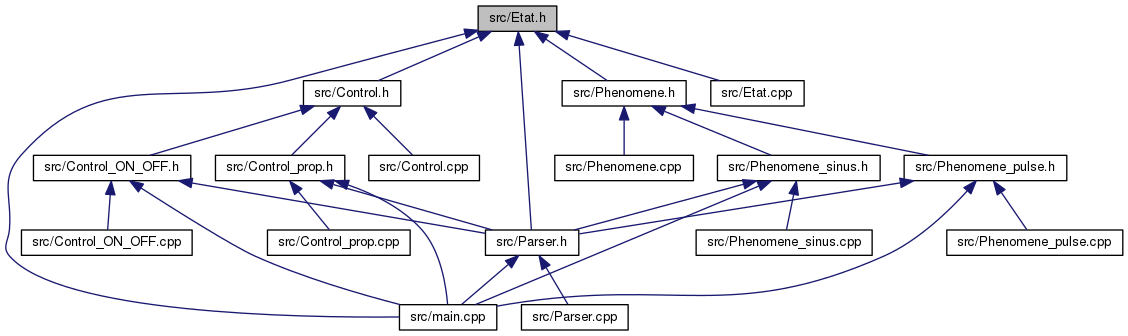 src/Etat.h
src/Control.h
src/Phenomene.h
src/Etat.cpp
src/Control_ON_OFF.h
src/Control_prop.h
src/Control.cpp
src/Phenomene.cpp
src/Phenomene_sinus.h
src/Phenomene_pulse.h
src/Control_ON_OFF.cpp
src/Control_prop.cpp
src/Parser.h
src/Phenomene_sinus.cpp
src/Phenomene_pulse.cpp
src/main.cpp
src/Parser.cpp